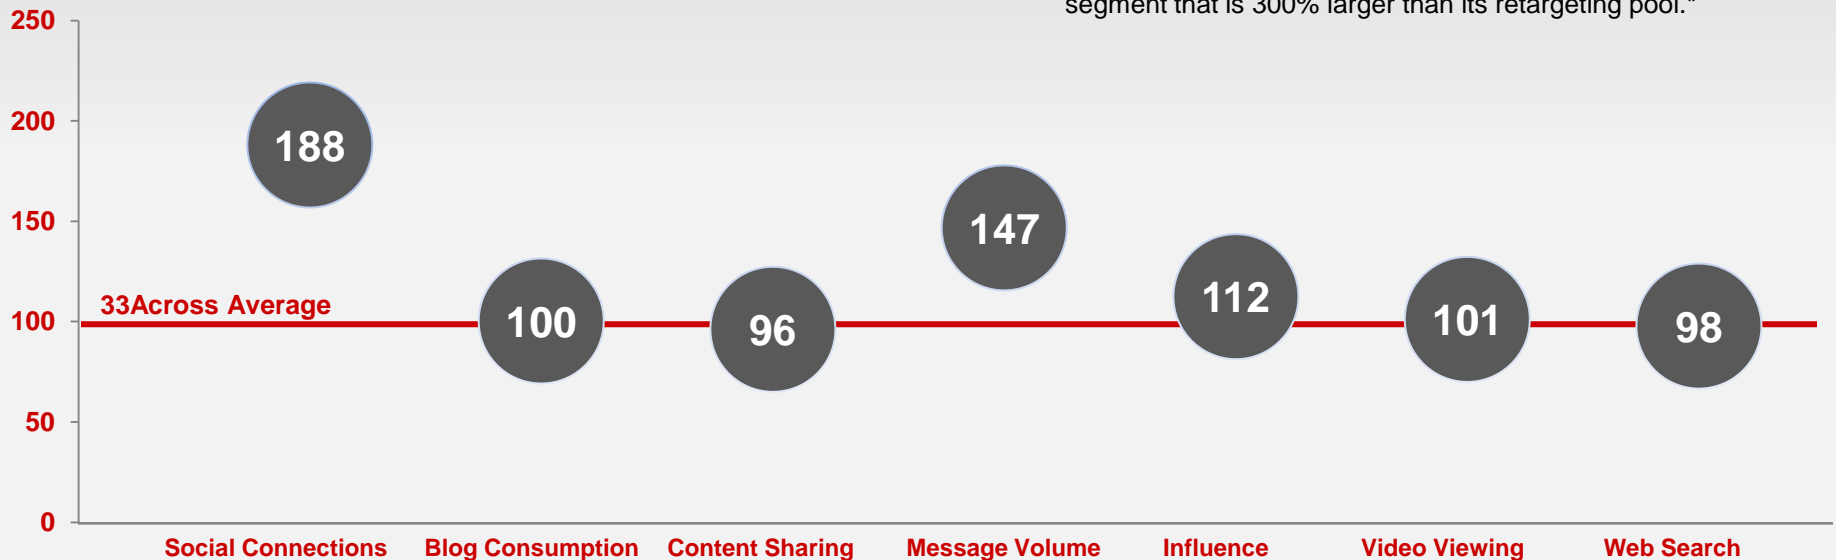 segment that is 300% larger than its retargeting pool.*
250
200
150
100
50
0
188
100
96
147
112
101
98
33Across Average
Social Connections
Blog Consumption
Content Sharing
Message Volume
Influence
Video Viewing
Web Search